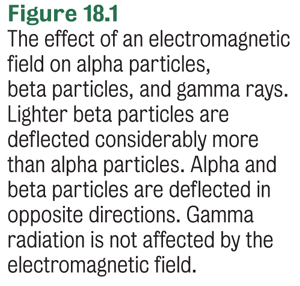 Figure 18.1
The effect of an electromagnetic
field on alpha particles,
beta particles, and gamma rays.
Lighter beta particles are
deflected considerably more
than alpha particles. Alpha and
beta particles are deflected in
opposite directions. Gamma
radiation is not affected by the
electromagnetic field.